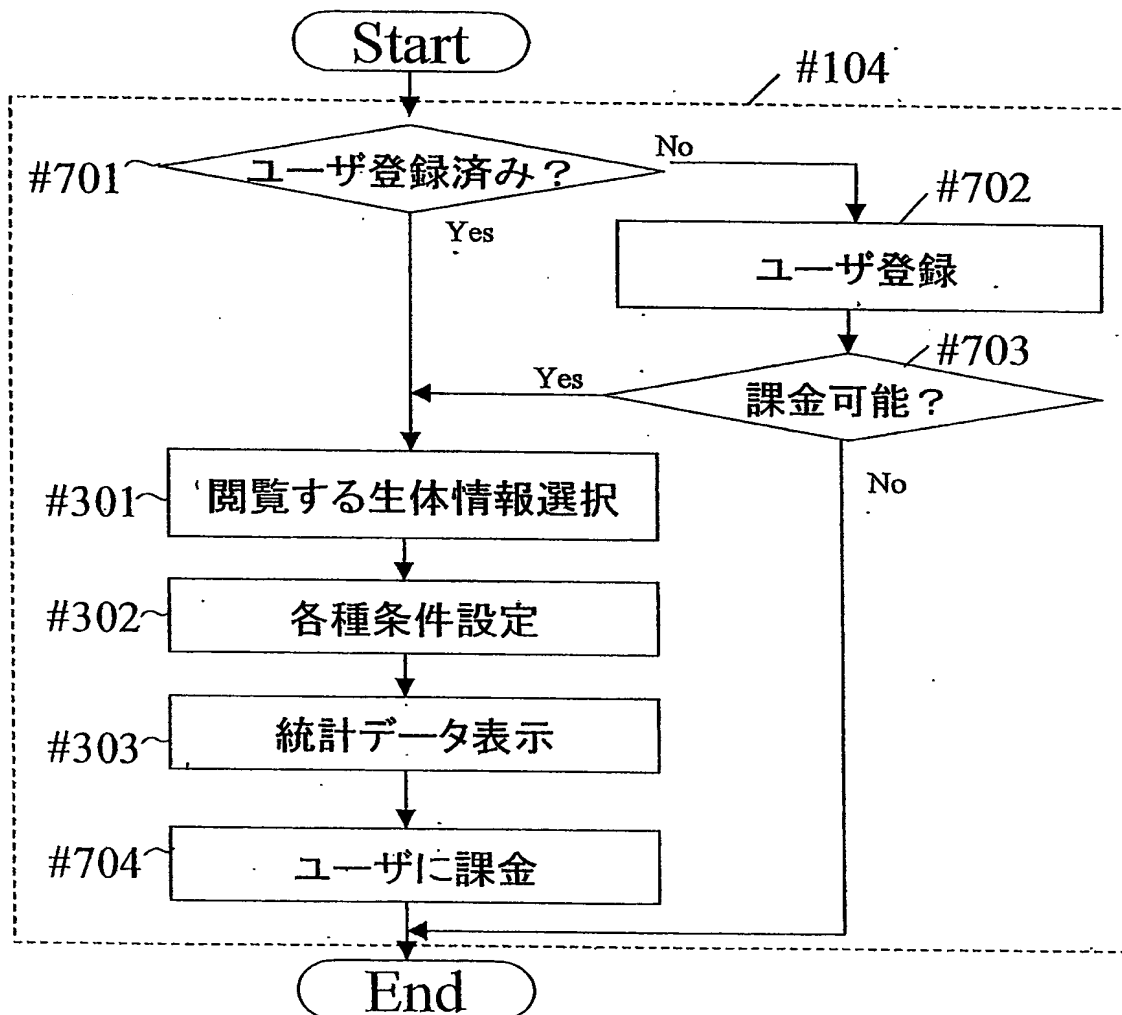 Start
#104
#701
ユーザ登録済み?
No
#702
Yes
ユーザ登録
#703
Yes
課金可能?
No
#301
閲覧する生体情報選択
#302
各種条件設定
#303
統計データ表示
#704
ユーザに課金
End